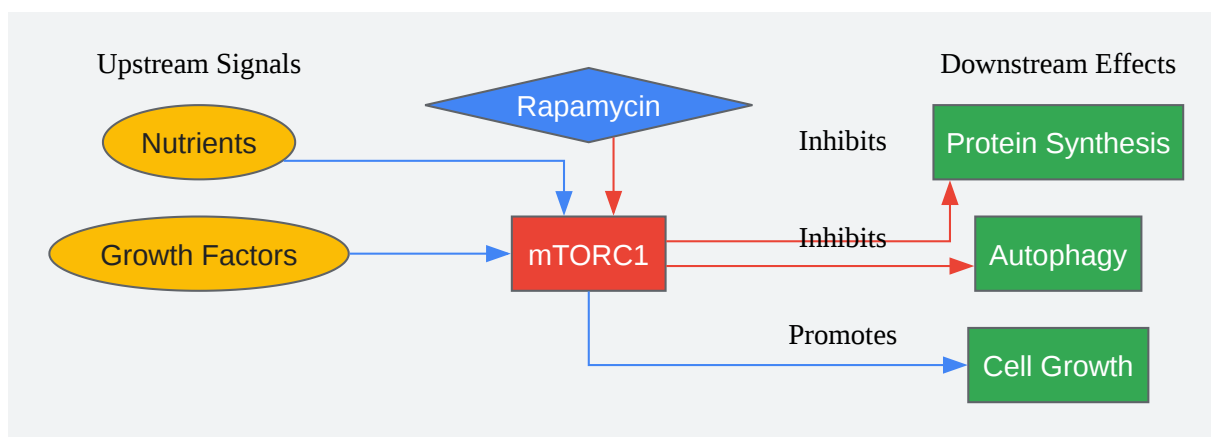 Upstream Signals
Downstream Effects
Rapamycin
Nutrients
Inhibits
Protein Synthesis
Growth Factors
mTORC1
Inhibits
Autophagy
Promotes
Cell Growth